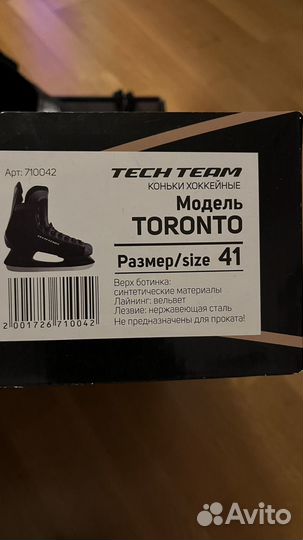 Арт: 710042
TECH TEAM
КОНЬКИ ХОККЕЙНЫЕ
Модель
TORONTO
Размер/size 41
Верх ботинка:
синтетические материалы
Лайнинг: вельвет
Лезвие: нержавеющая сталь
Не предназначены для проката!
2 001726 710042
Avito